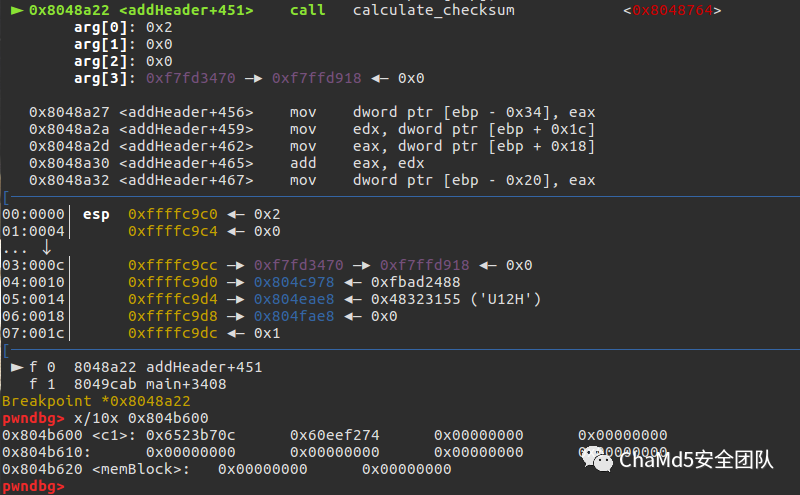 ► 0x8048a22 <addHeader+451> call calculate_checksum <0x8048764>
arg[0]: 0x2
arg[1]: 0x0
arg[2]: 0x0
arg[3]: 0xf7fd3470 —▸ 0xf7ffd918 ◂— 0x0
0x8048a27 <addHeader+456> mov dword ptr [ebp - 0x34], eax
0x8048a2a <addHeader+459> mov edx, dword ptr [ebp + 0x1c]
0x8048a2d <addHeader+462> mov eax, dword ptr [ebp + 0x18]
0x8048a30 <addHeader+465> add eax, edx
0x8048a32 <addHeader+467> mov dword ptr [ebp - 0x20], eax
[
00:0000│ esp 0xffffc9c0 ◂— 0x2
01:0004│ 0xffffc9c4 ◂— 0x0
... ↓
03:000c│ 0xffffc9cc —▸ 0xf7fd3470 —▸ 0xf7ffd918 ◂— 0x0
04:0010│ 0xffffc9d0 —▸ 0x804c978 ◂— 0xfbad2488
05:0014│ 0xffffc9d4 —▸ 0x804eae8 ◂— 0x48323155 ('U12H')
06:0018│ 0xffffc9d8 —▸ 0x804fae8 ◂— 0x0
07:001c│ 0xffffc9dc ◂— 0x1
[
► f 0 8048a22 addHeader+451
f 1 8049cab main+3408
Breakpoint *0x8048a22
pwndbg> x/10x 0x804b600
0x804b600 <c1>: 0x6523b70c 0x60eef274 0x00000000 0x00000000
0x804b610: 0x00000000 0x00000000 0x00000000 0x00000000
0x804b620 <memBlock>: 0x00000000 0x00000000
ChaMd5安全团队
pwndbg>